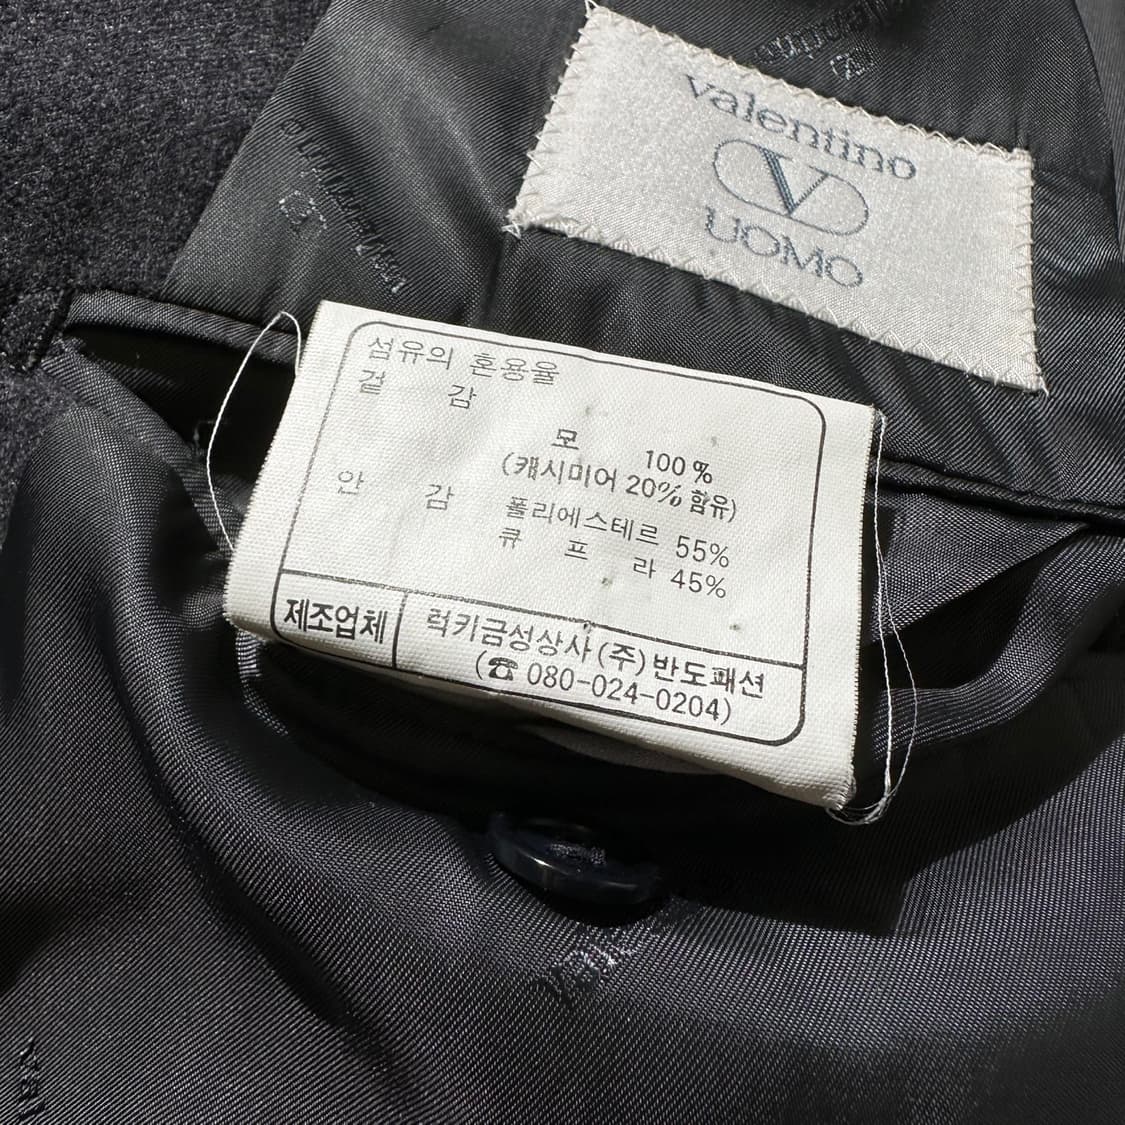 valentino
V
UOMO
섬유의 혼용율
겉 감
모 100%
(캐시미어 20% 함유)
안 감 폴리에스테르 55%
큐 프 라 45%
제조업체 럭키금성상사(주)반도패션
(☎ 080-024-0204)